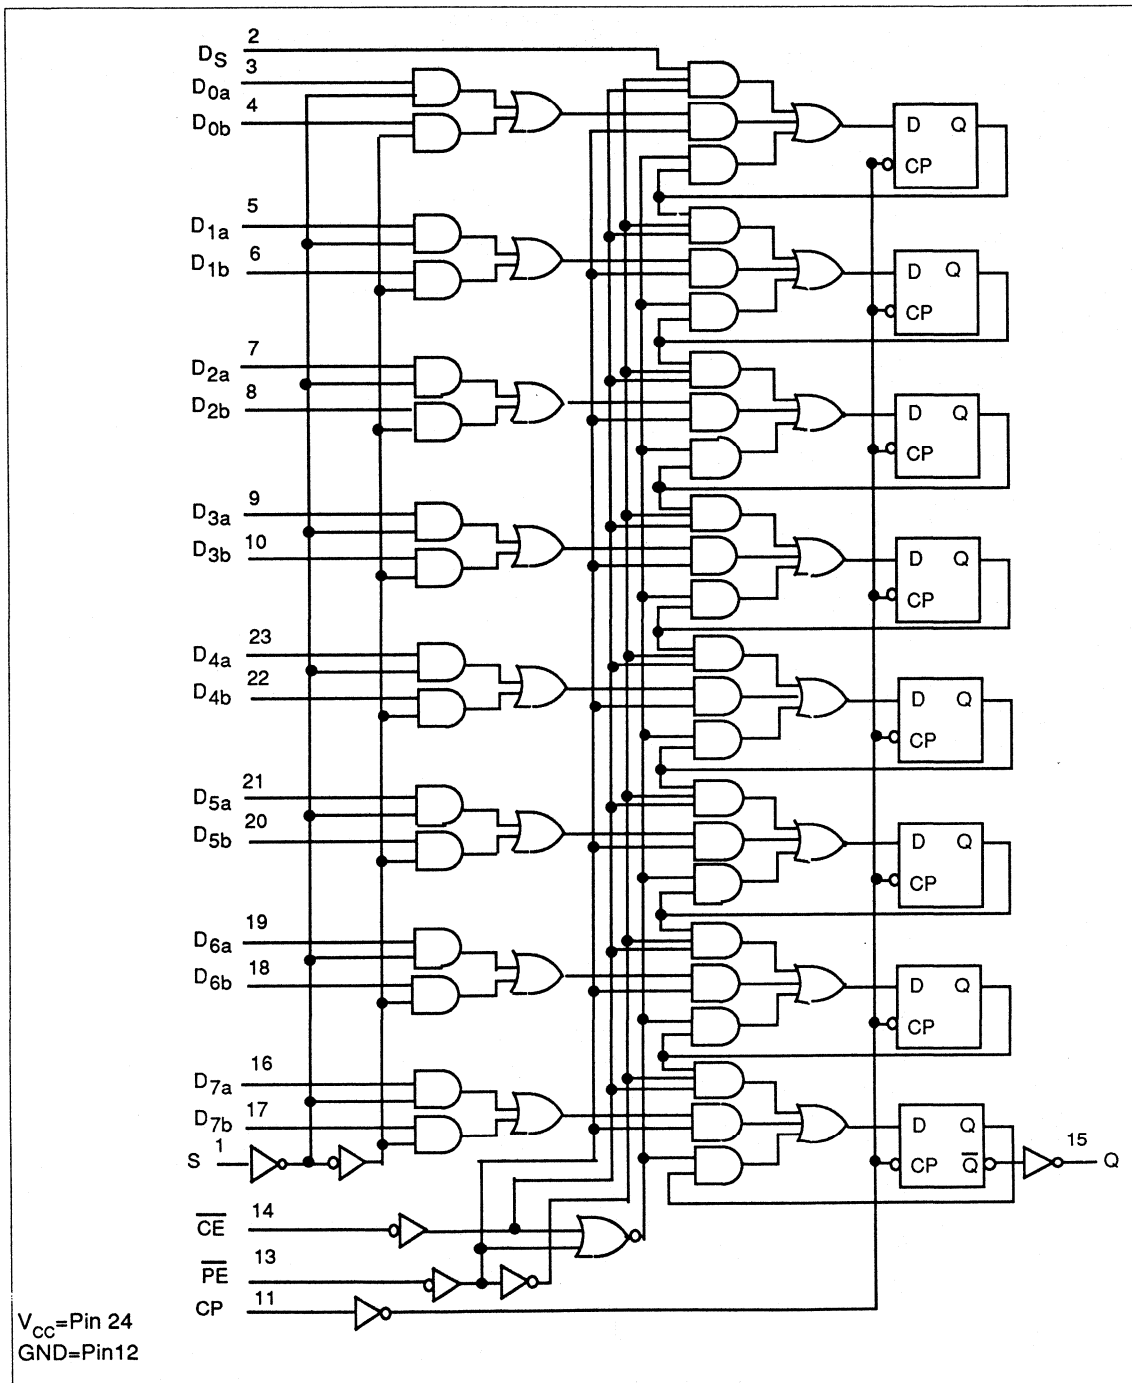 DS 2
D0a 3
D0b 4
D Q
CP
D1a 5
D1b 6
D Q
CP
D2a 7
D2b 8
D Q
CP
D3a 9
D3b 10
D Q
CP
D4a 23
D4b 22
D Q
CP
D5a 21
D5b 20
D Q
CP
D6a 19
D6b 18
D Q
CP
D7a 16
D7b 17
D Q
CP Q̅
S 1
15 Q
C̅E̅ 14
P̅E̅ 13
CP 11
VCC=Pin 24
GND=Pin12